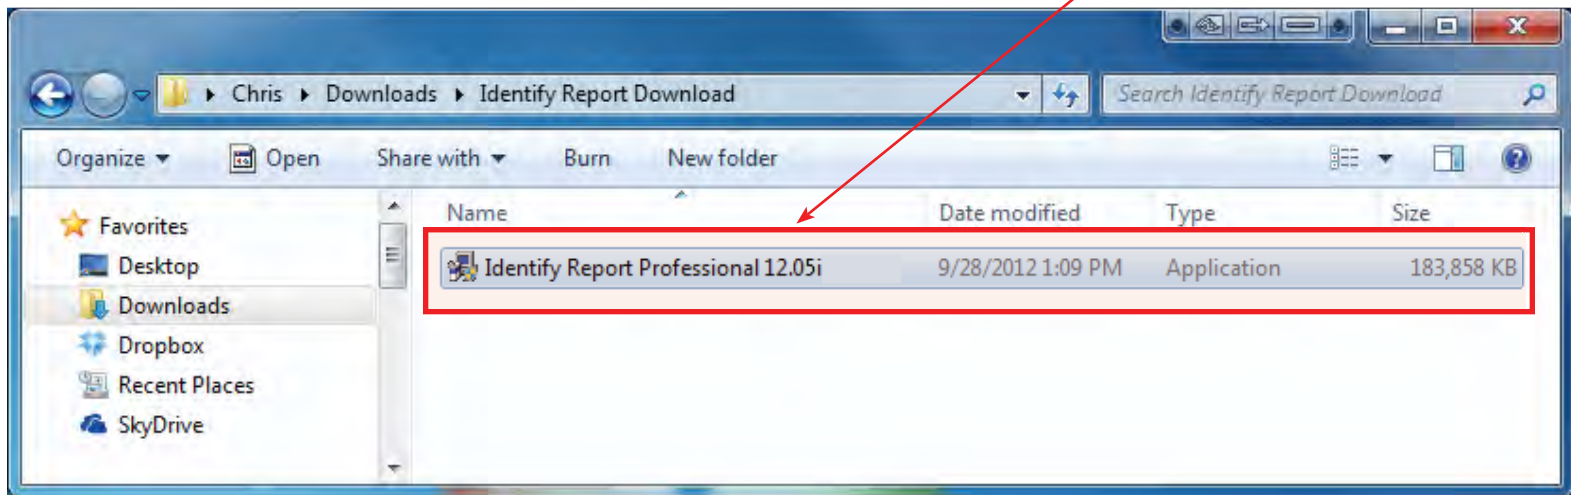 Chris Downloads Identify Report Download
Search Identify Report Download
Organize Open Share with Burn New folder
Favorites
Desktop
Downloads
Dropbox
Recent Places
SkyDrive
Name Date modified Type Size
Identify Report Professional 12.05i 9/28/2012 1:09 PM Application 183,858 KB